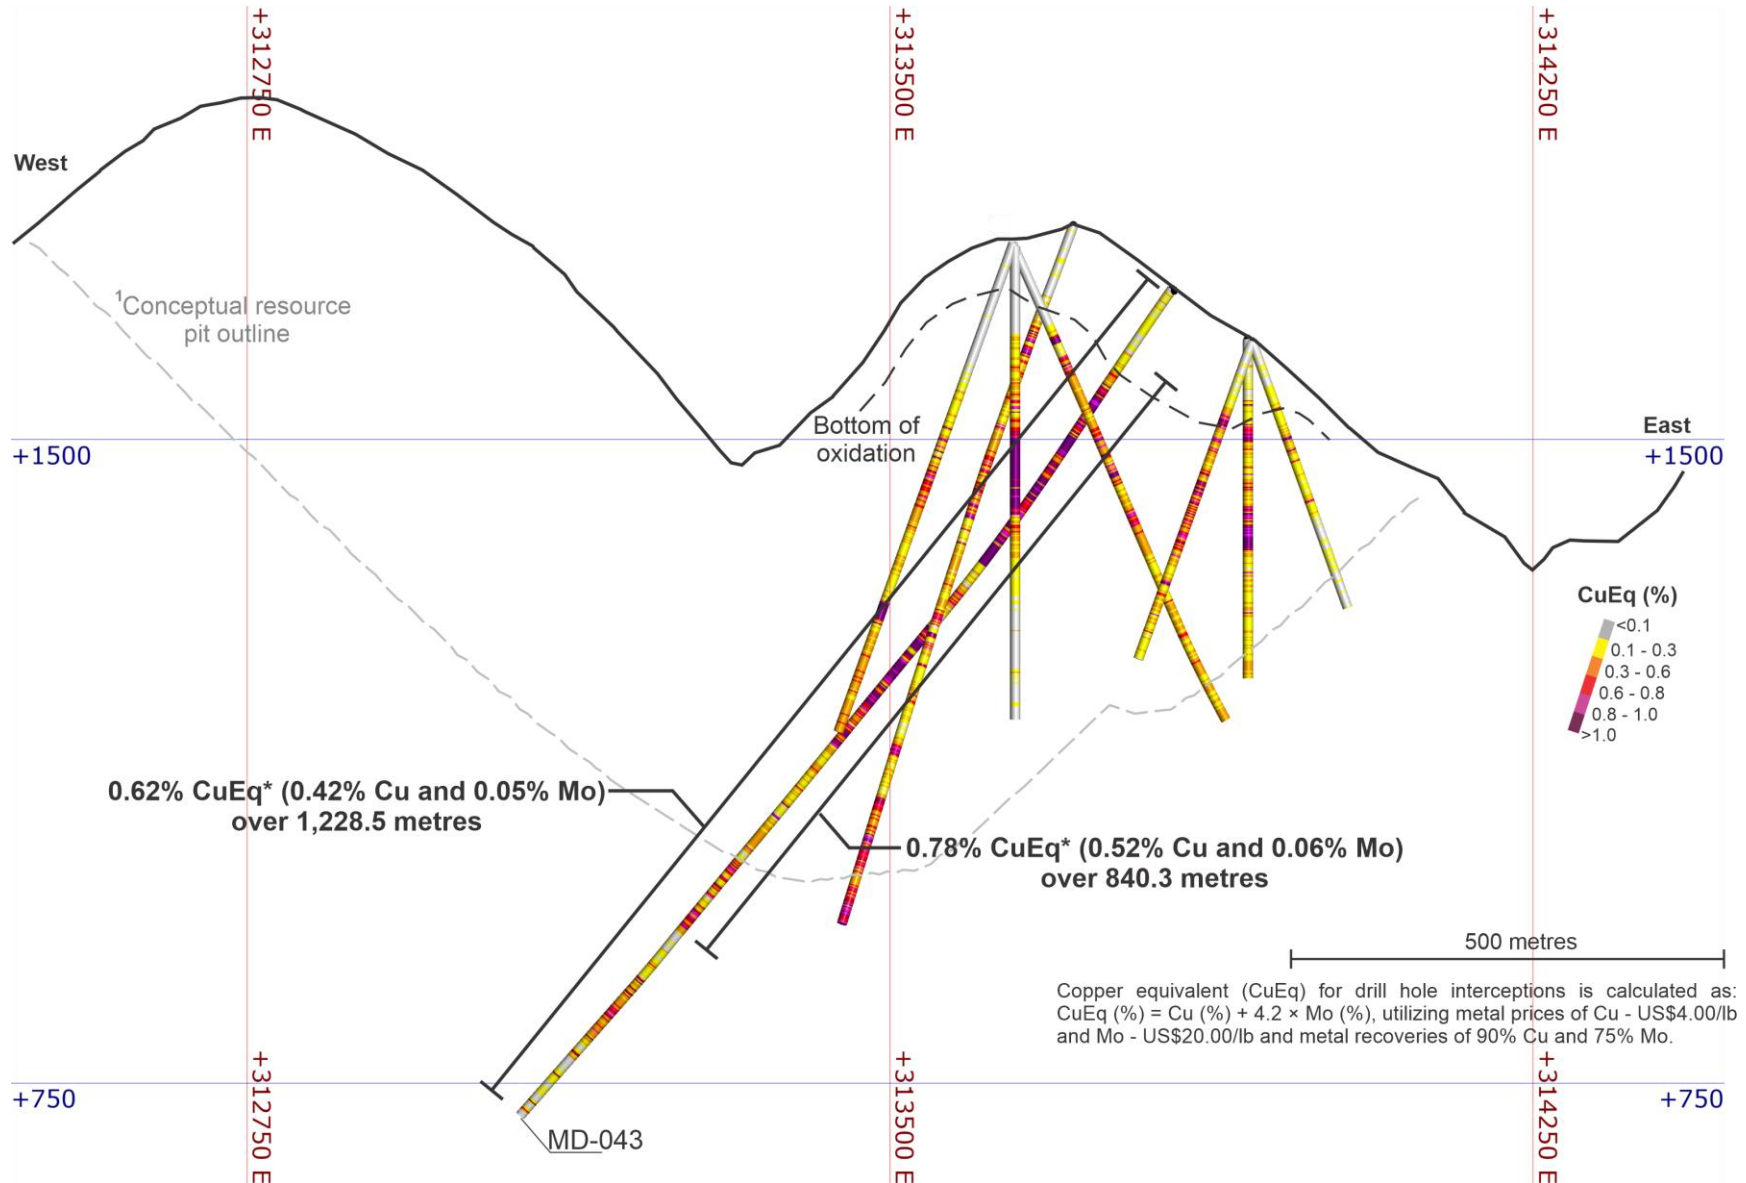 +312750 E
+313500 E
+314250 E
West
¹Conceptual resource
pit outline
Bottom of
oxidation
East
+1500
+1500
CuEq (%)
<0.1
0.1 - 0.3
0.3 - 0.6
0.6 - 0.8
0.8 - 1.0
>1.0
0.62% CuEq* (0.42% Cu and 0.05% Mo)
over 1,228.5 metres
0.78% CuEq* (0.52% Cu and 0.06% Mo)
over 840.3 metres
500 metres
Copper equivalent (CuEq) for drill hole interceptions is calculated as:
CuEq (%) = Cu (%) + 4.2 × Mo (%), utilizing metal prices of Cu - US$4.00/lb
and Mo - US$20.00/lb and metal recoveries of 90% Cu and 75% Mo.
+750
+750
MD-043
+312750 E
+313500 E
+314250 E